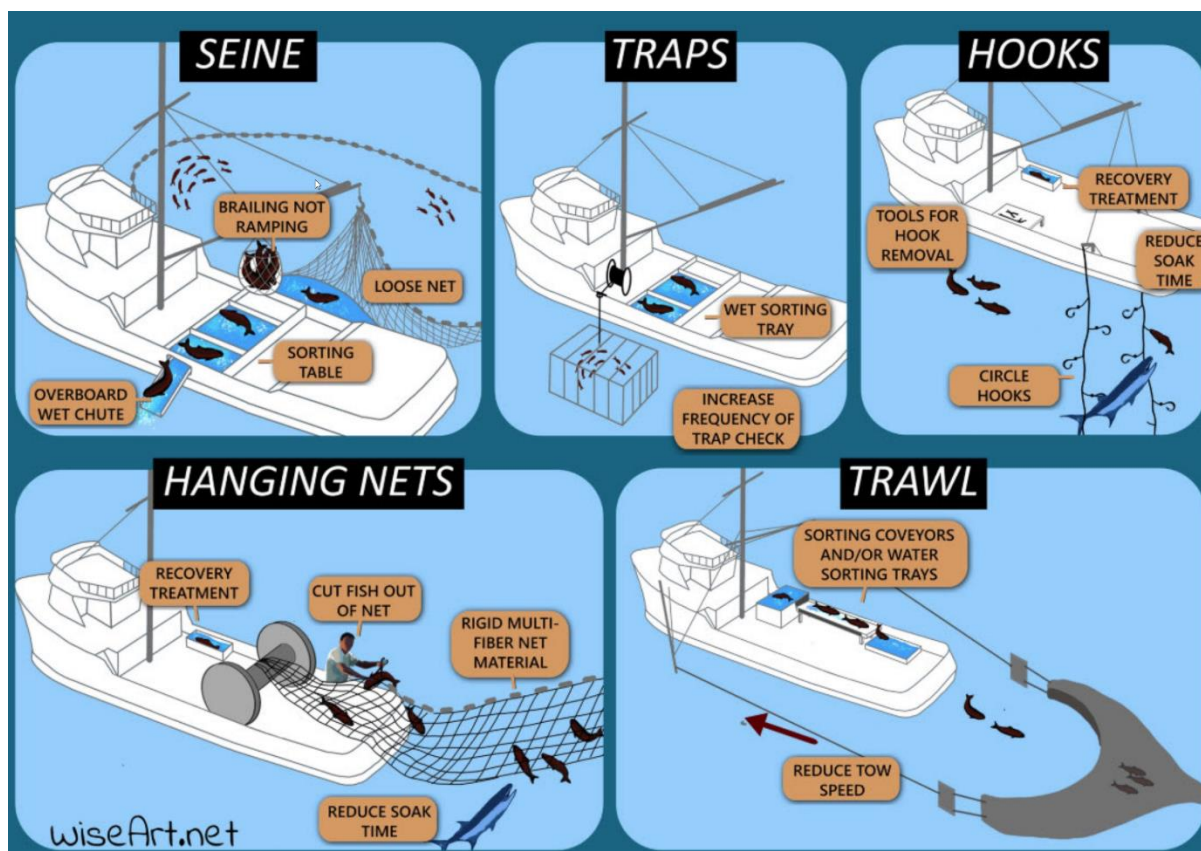 SEINE
BRAILING NOT
RAMPING
LOOSE NET
SORTING
TABLE
OVERBOARD
WET CHUTE
TRAPS
WET SORTING
TRAY
INCREASE
FREQUENCY OF
TRAP CHECK
HOOKS
RECOVERY
TREATMENT
TOOLS FOR
HOOK
REMOVAL
REDUCE
SOAK
TIME
CIRCLE
HOOKS
HANGING NETS
RECOVERY
TREATMENT
CUT FISH OUT
OF NET
RIGID MULTI-
FIBER NET
MATERIAL
REDUCE SOAK
TIME
wiseArt.net
TRAWL
SORTING COVEYORS
AND/OR WATER
SORTING TRAYS
REDUCE TOW
SPEED